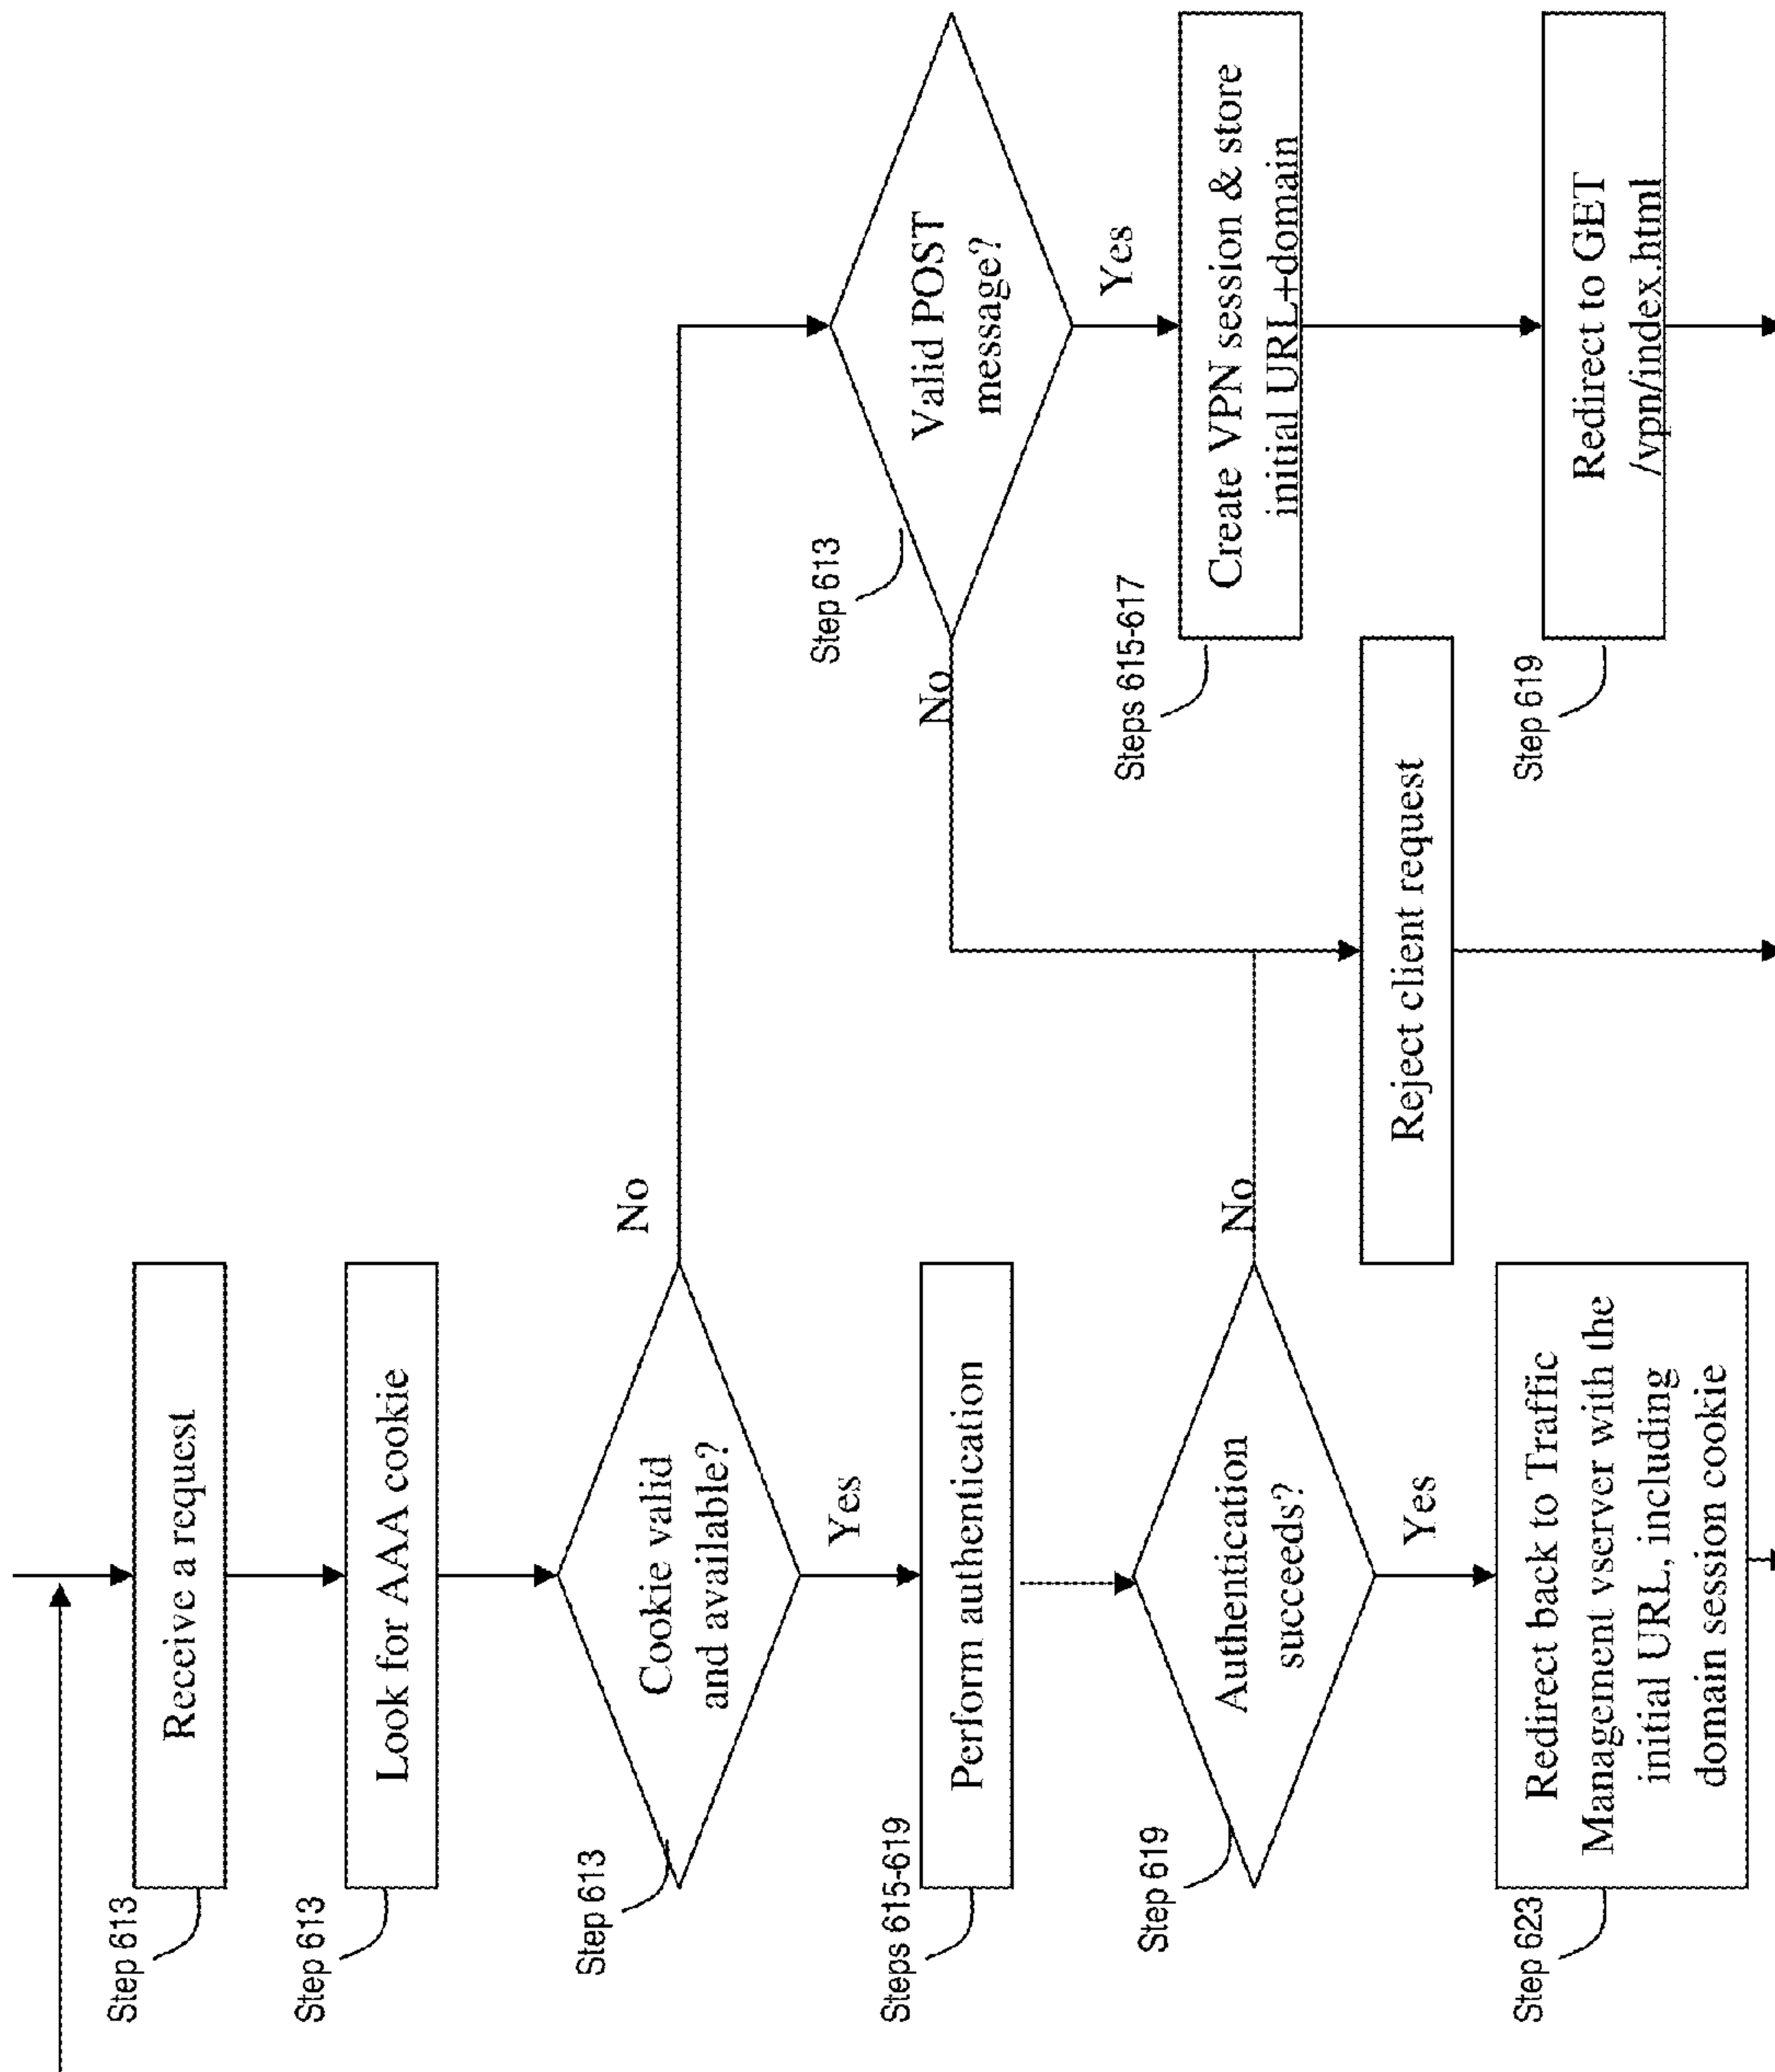 Step 613
Receive a request
Step 613
Look for AAA cookie
Step 613
Cookie valid
and available?
No
Yes
Steps 615-619
Perform authentication
Step 619
Authentication
succeeds?
No
Yes
Step 623
Redirect back to Traffic
Management vserver with the
initial URL, including
domain session cookie
Step 613
Valid POST
message?
No
Yes
Steps 615-617
Create VPN session & store
initial URL+domain
Reject client request
Step 619
Redirect to GET
/vpn/index.html